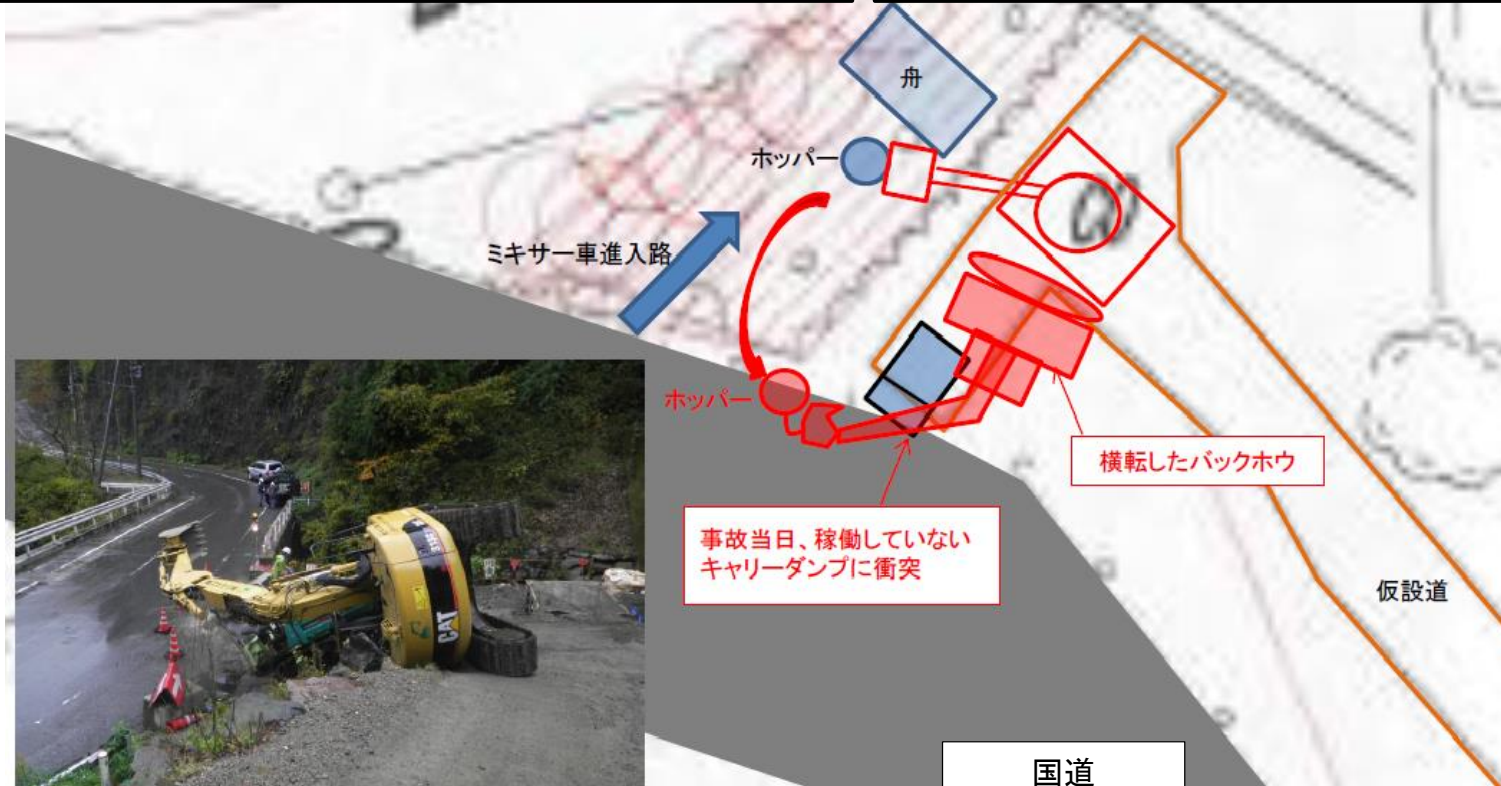 舟
ホッパー
ミキサー車進入路
ホッパー
横転したバックホウ
事故当日、稼働していない
キャリーダンプに衝突
仮設道
国道
CAT